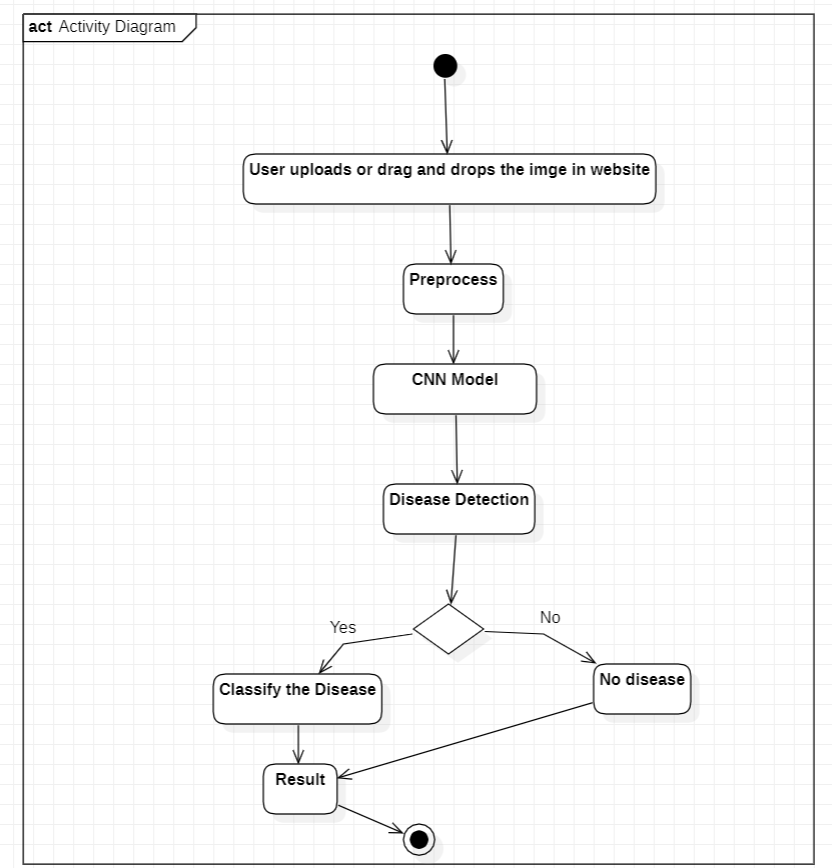 act Activity Diagram
User uploads or drag and drops the imge in website
Preprocess
CNN Model
Disease Detection
Yes
No
Classify the Disease
No disease
Result